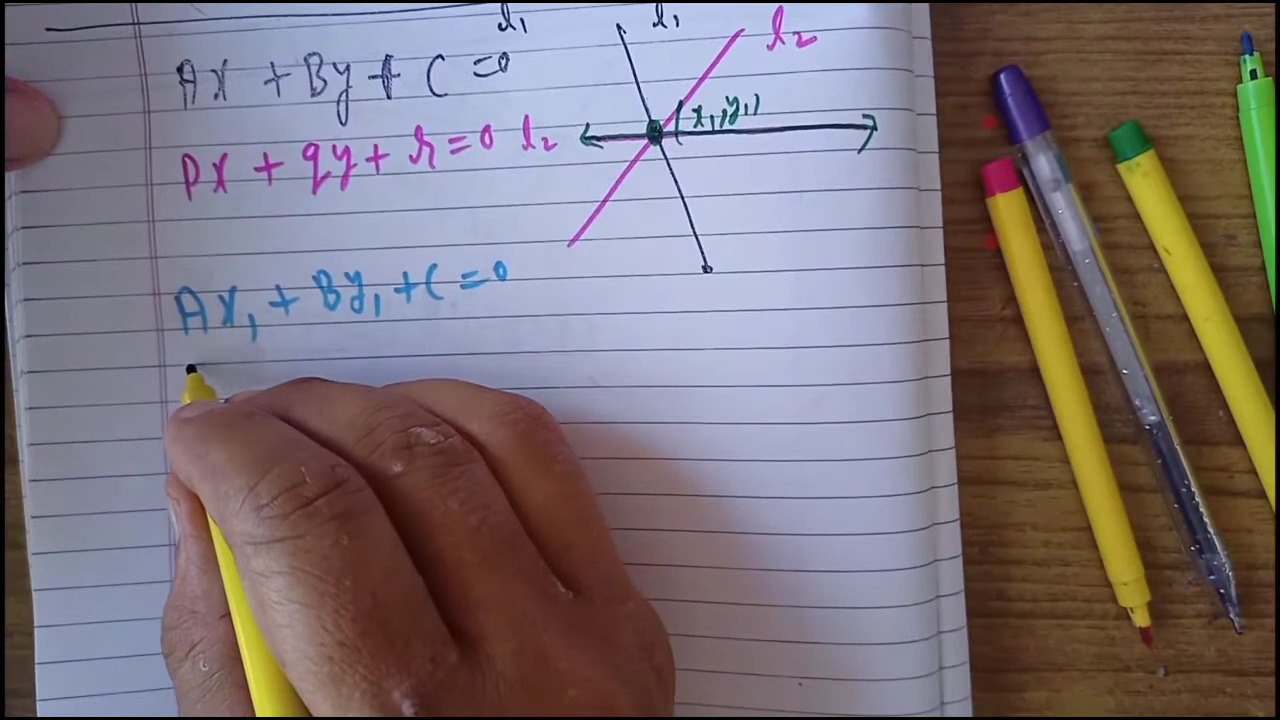 Ax + By + C = 0 l₁
px + qy + r = 0 l₂
Ax₁ + By₁ + C = 0
l₁
l₂
(x₁, y₁)